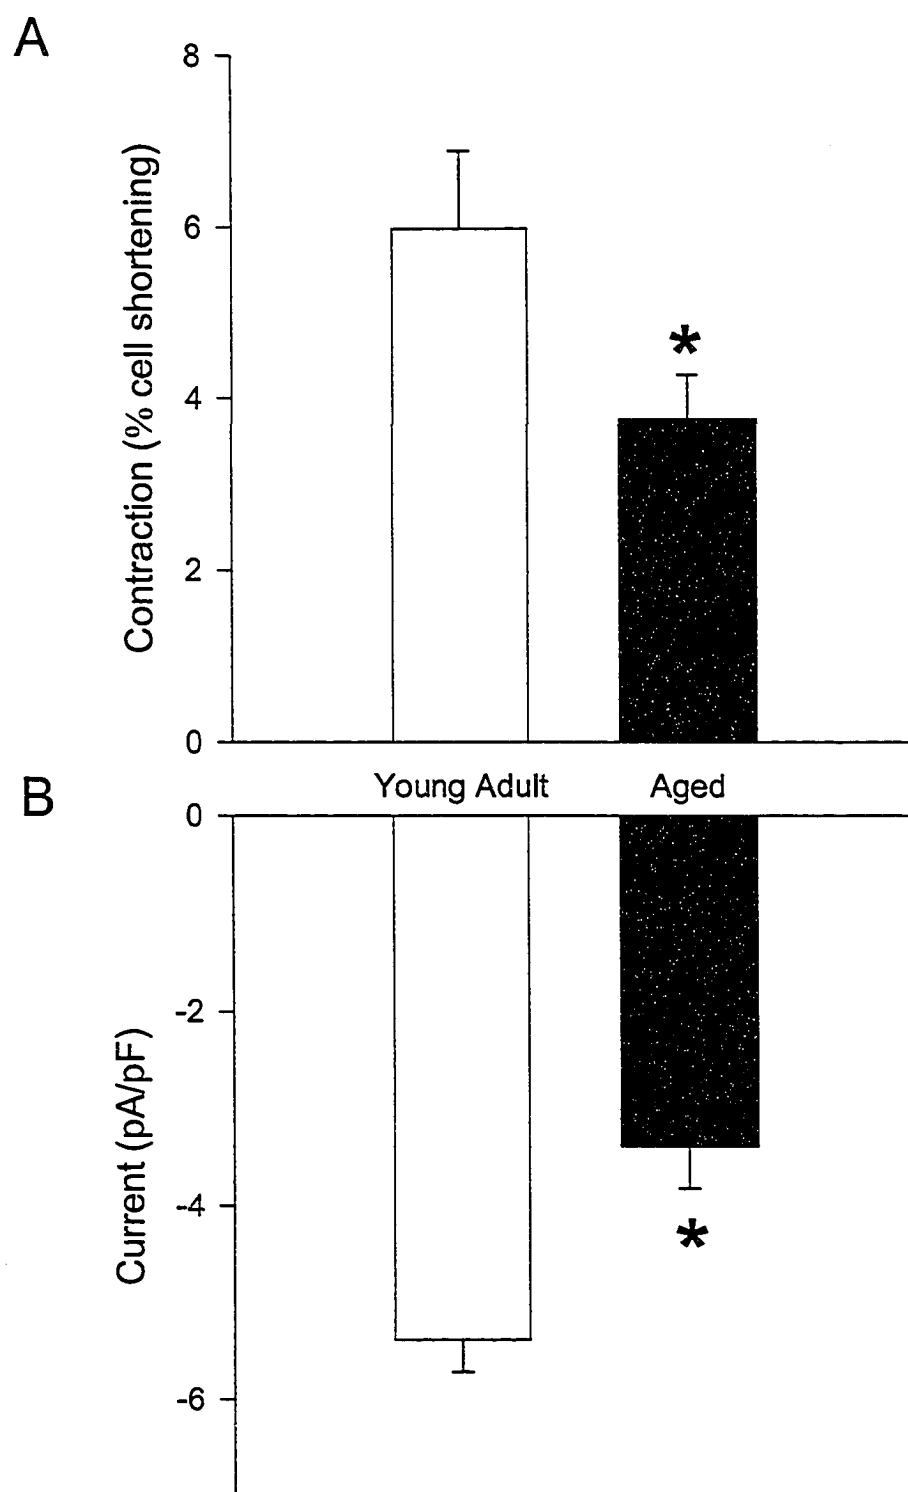 A
Contraction (% cell shortening)
8
6
4
*
2
0
Young Adult
Aged
B
Current (pA/pF)
0
-2
-4
*
-6